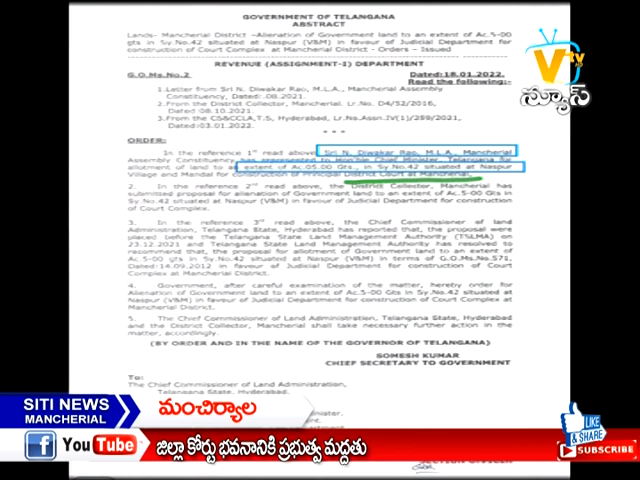 GOVERNMENT OF TELANGANA
ABSTRACT
Lands- Mancherial District –Alienation of Government land to an extent of Ac.5-00
gts in Sy.No.42 situated at Naspur (V&M) in favour of Judicial Department for
construction of Court Complex at Mancherial District - Orders - Issued
REVENUE (ASSIGNMENT-I) DEPARTMENT
G.O.Ms.No.2 Dated:18.01.2022.
Read the following:-
1.Letter from Sri N. Diwakar Rao, M.L.A., Mancherial Assembly
Constituency, Dated:.08.2021.
2.From the District Collector, Mancherial. Lr.No. D4/52/2016,
Dated:08.10.2021.
3.From the CS&CCLA,T.S, Hyderabad, Lr.No.Assn.IV(1)/289/2021,
Dated:03.01.2022.
* * *
ORDER:
In the reference 1st read above, Sri N. Diwakar Rao, M.L.A., Mancherial
Assembly Constituency, has represented to Hon'ble Chief Minister, Telangana for
allotment of land to an extent of Ac.05.00 Gts., in Sy.No.42 situated at Naspur
Village and Mandal for construction of Principal District Court at Mancherial.
2. In the reference 2nd read above, the District Collector, Mancherial has
submitted proposal for alienation of Government land to an extent of Ac.5-00 Gts
in Sy.No.42 situated at Naspur (V&M) in favour of Judicial Department for construction
of Court Complex.
3. In the reference 3rd read above, the Chief Commissioner of land
Administration, Telangana State, Hyderabad has reported that, the proposal were
placed before the Telangana State Land Management Authority (TSLMA) on
23.12.2021 and Telangana State Land Management Authority has resolved to
recommend that, the proposal for allotment of Government land to an extent of
Ac.5-00 gts in Sy.No.42 situated at Naspur (V&M) in terms of G.O.Ms.No.571,
Dated:14.09.2012 in favour of Judicial Department for construction of Court
Complex at Mancherial District.
4. Government, after careful examination of the matter, hereby order for
Alienation of Government land to an extent of Ac.5-00 Gts in Sy.No.42 situated at
Naspur (V&M) in favour of Judicial Department for construction of Court Complex at
Mancherial District.
5. The Chief Commissioner of Land Administration, Telangana State, Hyderabad
and the District Collector, Mancherial shall take necessary further action in the
matter, accordingly.
(BY ORDER AND IN THE NAME OF THE GOVERNOR OF TELANGANA)
SOMESH KUMAR
CHIEF SECRETARY TO GOVERNMENT
To:
The Chief Commissioner of Land Administration,
Telangana State, Hyderabad.
V tv
న్యూస్
SITI NEWS
MANCHERIAL
మంచిర్యాల
f YouTube
జిల్లా కోర్టు భవనానికి ప్రభుత్వ మద్దతు
LIKE
& SHARE
SUBSCRIBE